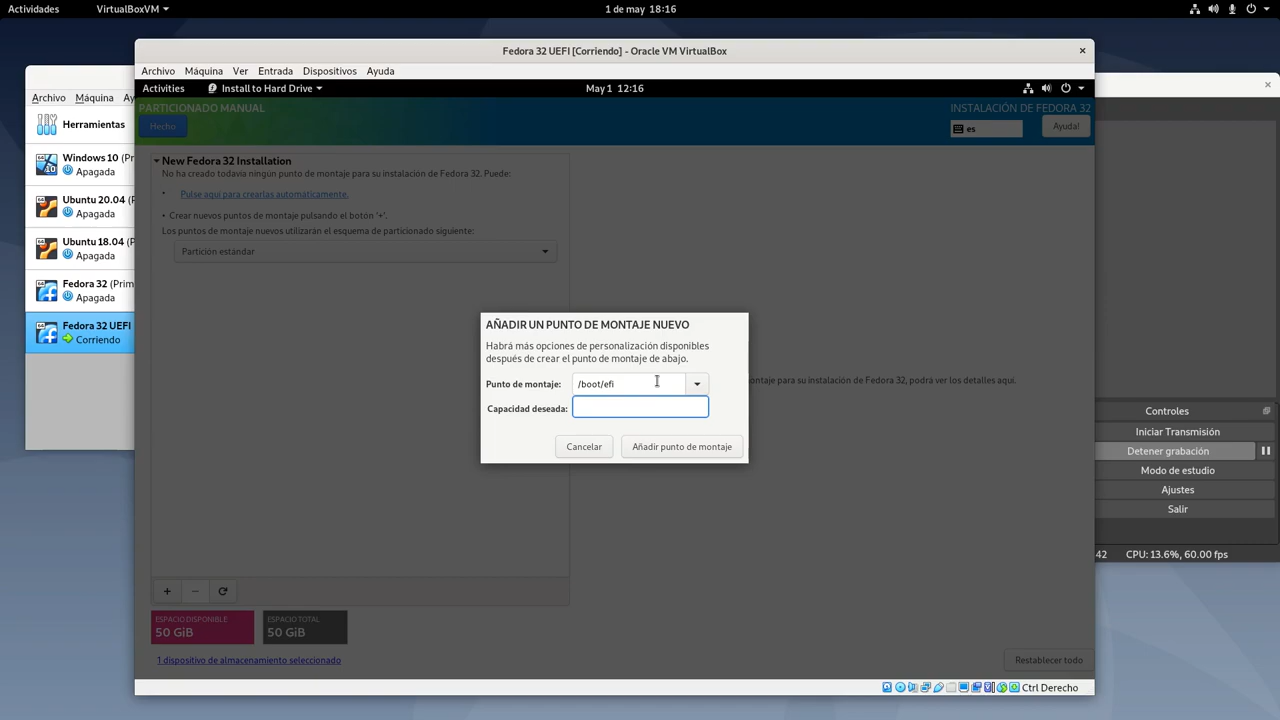 Actividades
VirtualBoxVM
1 de may 18:16
Fedora 32 UEFI [Corriendo] - Oracle VM VirtualBox
Archivo Máquina Ver Entrada Dispositivos Ayuda
Activities
Install to Hard Drive
May 1 12:16
PARTICIONADO MANUAL
Hecho
INSTALACIÓN DE FEDORA 32
es
Ayuda!
Archivo Máquina Ay
Herramientas
Windows 10 (Pr
Apagada
Ubuntu 20.04 (P
Apagada
Ubuntu 18.04 (P
Apagada
Fedora 32 (Prim
Apagada
Fedora 32 UEFI
Corriendo
New Fedora 32 Installation
No ha creado todavía ningún punto de montaje para su instalación de Fedora 32. Puede:
• Pulse aquí para crearlas automáticamente.
• Crear nuevos puntos de montaje pulsando el botón '+'.
Los puntos de montaje nuevos utilizarán el esquema de particionado siguiente:
Partición estándar
AÑADIR UN PUNTO DE MONTAJE NUEVO
Habrá más opciones de personalización disponibles
después de crear el punto de montaje de abajo.
Punto de montaje: /boot/efi
Capacidad deseada:
Cancelar
Añadir punto de montaje
montaje para su instalación de Fedora 32, podrá ver los detalles aquí.
+ −
ESPACIO DISPONIBLE
50 GiB
ESPACIO TOTAL
50 GiB
1 dispositivo de almacenamiento seleccionado
Restablecer todo
Ctrl Derecho
Controles
Iniciar Transmisión
Detener grabación
Modo de estudio
Ajustes
Salir
42 CPU: 13.6%, 60.00 fps